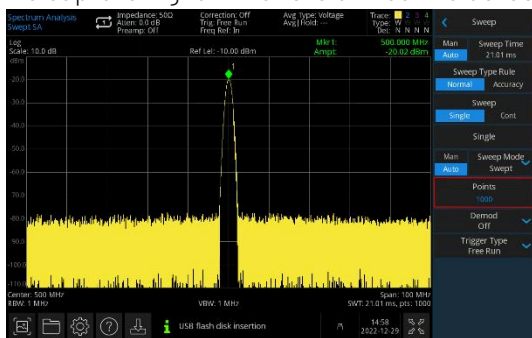 Spectrum Analysis
Swept SA
Impedance: 50Ω
Atten: 0.0 dB
Preamp: Off
Correction: Off
Trig: Free Run
Freq Ref: In
Avg Type: Voltage
Avg|Hold: ---
Trace: 1 2 3 4
Type: W
Det: N N N N
Sweep
Log
Scale: 10.0 dB
Ref Lel: -10.00 dBm
Mkr1: 500.000 MHz
Ampt: -20.02 dBm
dBm
1
-20.0
-30.0
-40.0
-50.0
-60.0
-70.0
-80.0
-90.0
-100.0
-110.0
Man Auto
Sweep Time
21.01 ms
Sweep Type Rule
Normal Accuracy
Sweep
Single Cont
Single
Man Auto
Sweep Mode
Swept
Points
1000
Demod
Off
Trigger Type
Free Run
Center: 500 MHz
RBW: 1 MHz
VBW: 1 MHz
Span: 100 MHz
SWT: 21.01 ms, pts: 1000
USB flash disk insertion
14:58
2022-12-29